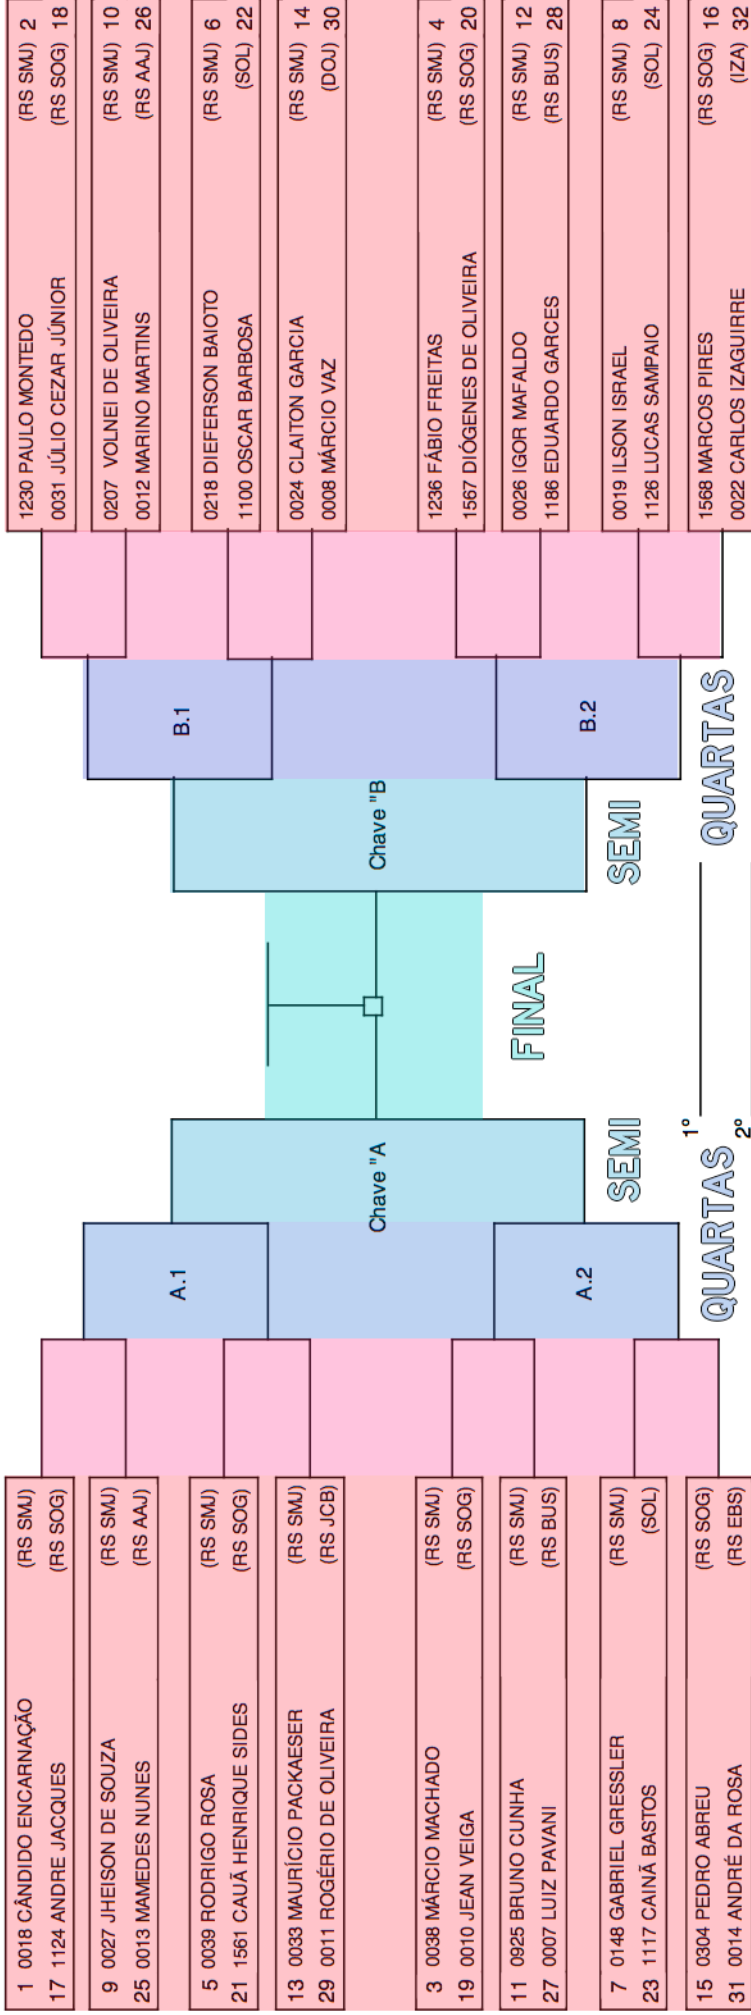 1 0018 CÂNDIDO ENCARNAÇÃO (RS SMJ)
17 1124 ANDRE JACQUES (RS SOG)
9 0027 JHEISON DE SOUZA (RS SMJ)
25 0013 MAMEDES NUNES (RS AAJ)
5 0039 RODRIGO ROSA (RS SMJ)
21 1561 CAUÃ HENRIQUE SIDES (RS SOG)
13 0033 MAURÍCIO PACKAESER (RS SMJ)
29 0011 ROGÉRIO DE OLIVEIRA (RS JCB)
3 0038 MÁRCIO MACHADO (RS SMJ)
19 0010 JEAN VEIGA (RS SOG)
11 0925 BRUNO CUNHA (RS SMJ)
27 0007 LUIZ PAVANI (RS BUS)
7 0148 GABRIEL GRESSLER (RS SMJ)
23 1117 CAINÃ BASTOS (SOL)
15 0304 PEDRO ABREU (RS SOG)
31 0014 ANDRÉ DA ROSA (RS EBS)
A.1
A.2
QUARTAS
Chave "A
SEMI
FINAL
1º
2º
Chave "B
SEMI
B.1
B.2
QUARTAS
1230 PAULO MONTEDO (RS SMJ) 2
0031 JÚLIO CEZAR JÚNIOR (RS SOG) 18
0207 VOLNEI DE OLIVEIRA (RS SMJ) 10
0012 MARINO MARTINS (RS AAJ) 26
0218 DIEFERSON BAIOTO (RS SMJ) 6
1100 OSCAR BARBOSA (SOL) 22
0024 CLAITON GARCIA (RS SMJ) 14
0008 MÁRCIO VAZ (DOJ) 30
1236 FÁBIO FREITAS (RS SMJ) 4
1567 DIÓGENES DE OLIVEIRA (RS SOG) 20
0026 IGOR MAFALDO (RS SMJ) 12
1186 EDUARDO GARCES (RS BUS) 28
0019 ILSON ISRAEL (RS SMJ) 8
1126 LUCAS SAMPAIO (SOL) 24
1568 MARCOS PIRES (RS SOG) 16
0022 CARLOS IZAGUIRRE (IZA) 32